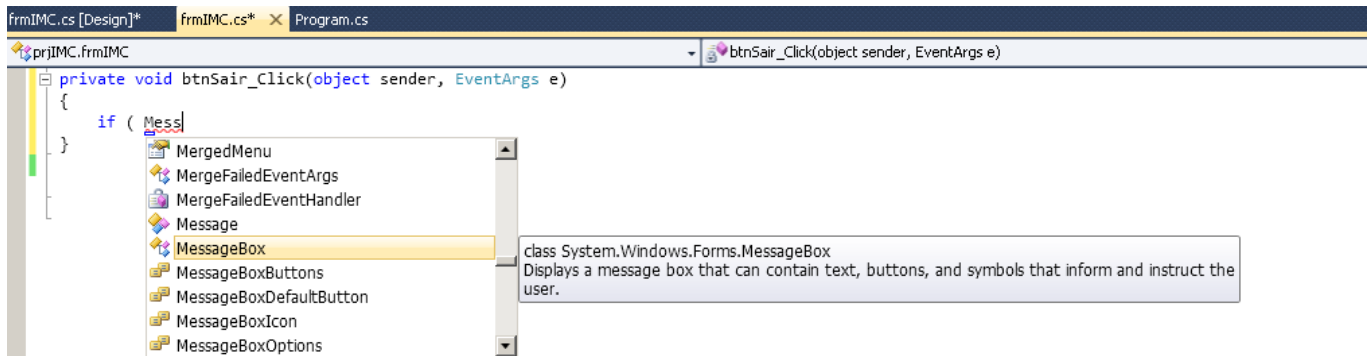 frmIMC.cs [Design]* frmIMC.cs* Program.cs
prjIMC.frmIMC btnSair_Click(object sender, EventArgs e)
private void btnSair_Click(object sender, EventArgs e)
{
if ( Mess
}
MergedMenu
MergeFailedEventArgs
MergeFailedEventHandler
Message
MessageBox
MessageBoxButtons
MessageBoxDefaultButton
MessageBoxIcon
MessageBoxOptions
class System.Windows.Forms.MessageBox
Displays a message box that can contain text, buttons, and symbols that inform and instruct the
user.